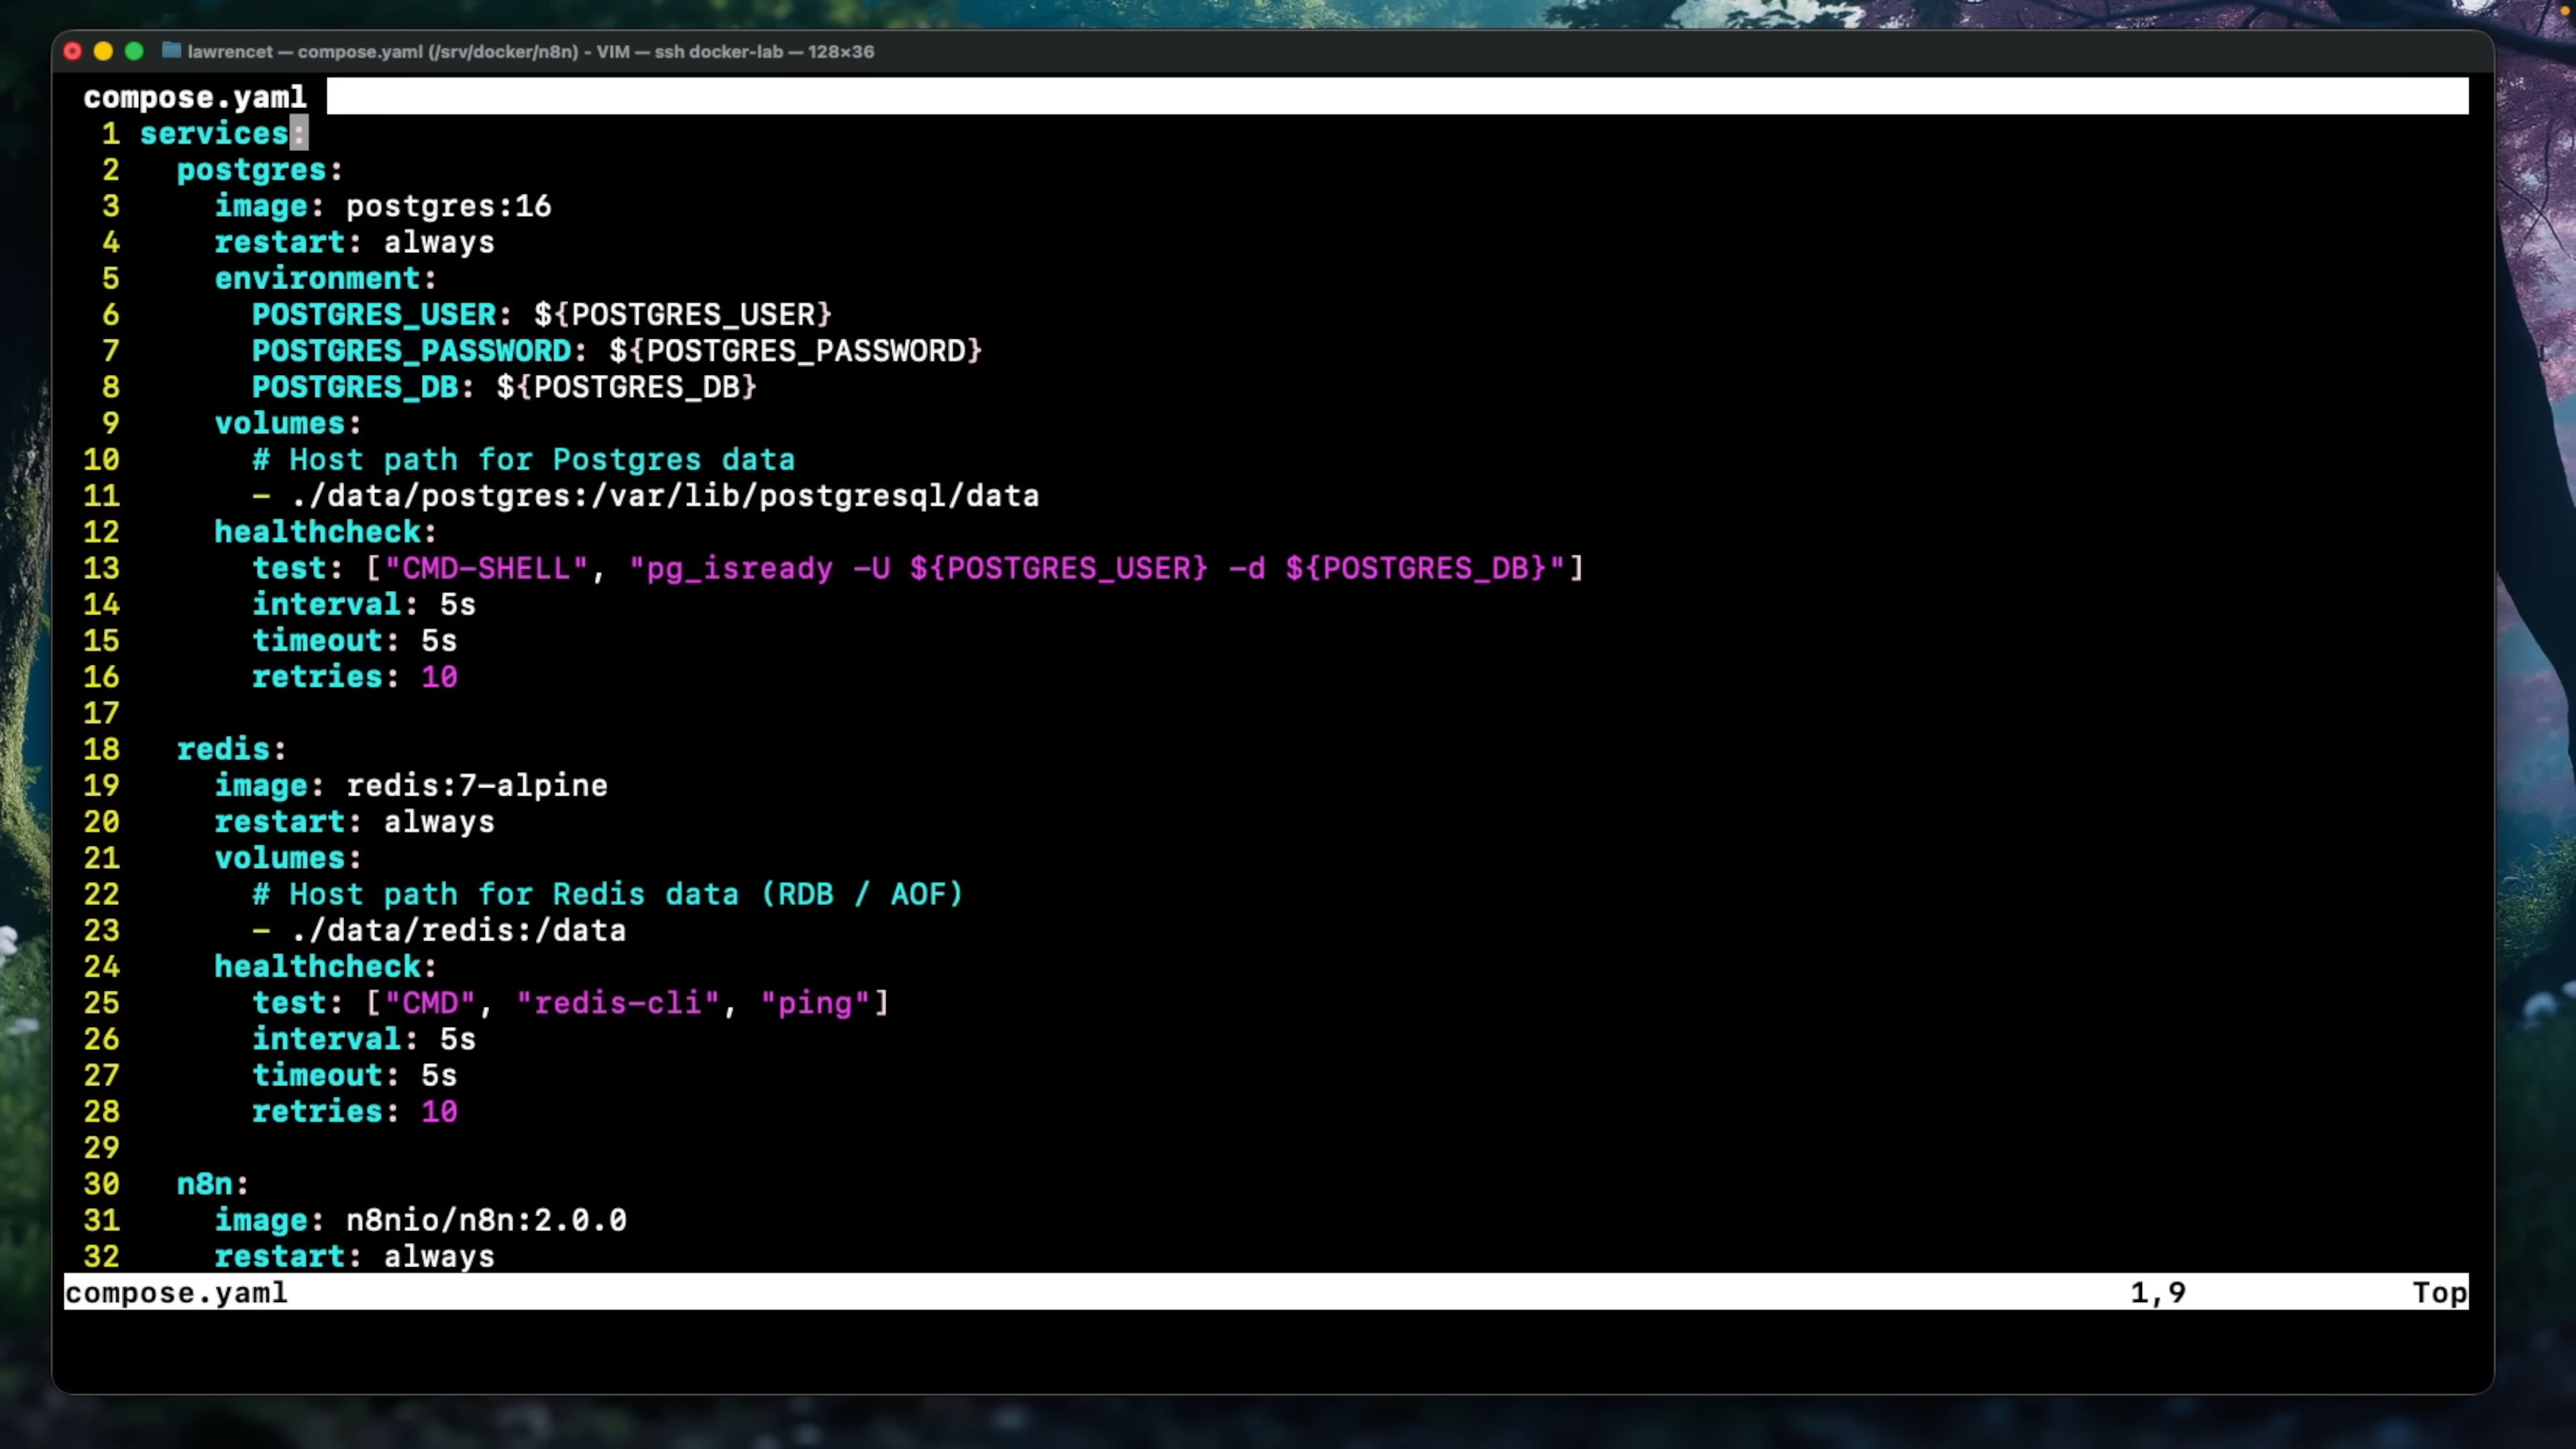 lawrencet — compose.yaml (/srv/docker/n8n) - VIM — ssh docker-lab — 128×36
compose.yaml
1 services:
2   postgres:
3     image: postgres:16
4     restart: always
5     environment:
6       POSTGRES_USER: ${POSTGRES_USER}
7       POSTGRES_PASSWORD: ${POSTGRES_PASSWORD}
8       POSTGRES_DB: ${POSTGRES_DB}
9     volumes:
10       # Host path for Postgres data
11       - ./data/postgres:/var/lib/postgresql/data
12     healthcheck:
13       test: ["CMD-SHELL", "pg_isready -U ${POSTGRES_USER} -d ${POSTGRES_DB}"]
14       interval: 5s
15       timeout: 5s
16       retries: 10
17
18   redis:
19     image: redis:7-alpine
20     restart: always
21     volumes:
22       # Host path for Redis data (RDB / AOF)
23       - ./data/redis:/data
24     healthcheck:
25       test: ["CMD", "redis-cli", "ping"]
26       interval: 5s
27       timeout: 5s
28       retries: 10
29
30   n8n:
31     image: n8nio/n8n:2.0.0
32     restart: always
compose.yaml 1,9 Top